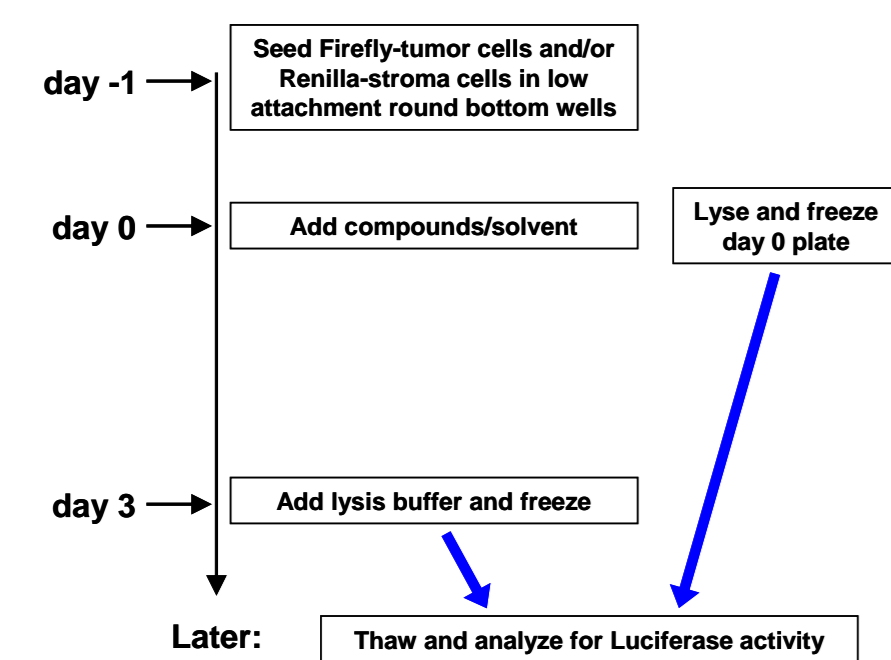 day -1
Seed Firefly-tumor cells and/or
Renilla-stroma cells in low
attachment round bottom wells
day 0
Add compounds/solvent
Lyse and freeze
day 0 plate
day 3
Add lysis buffer and freeze
Later:
Thaw and analyze for Luciferase activity